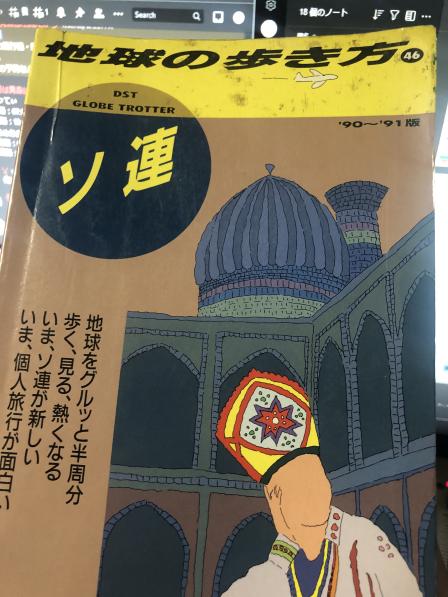 Search
18 個のノート
地球の歩き方 46
DST
GLOBE TROTTER
'90~'91版
ソ連
地球をグルッと半周分
歩く、見る、熱くなる
いま、ソ連が新しい
いま、個人旅行が面白い